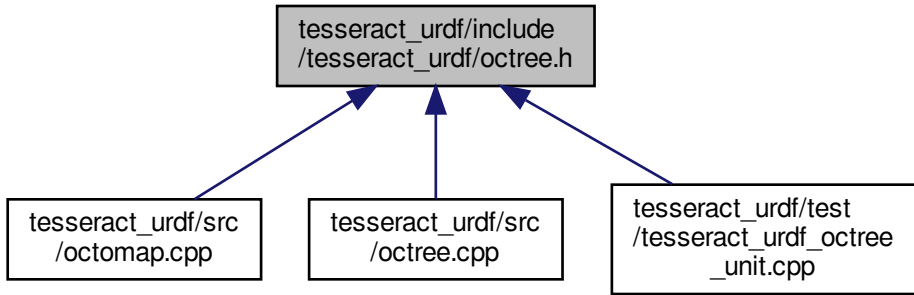 tesseract_urdf/include
/tesseract_urdf/octree.h
tesseract_urdf/src
/octomap.cpp
tesseract_urdf/src
/octree.cpp
tesseract_urdf/test
/tesseract_urdf_octree
_unit.cpp